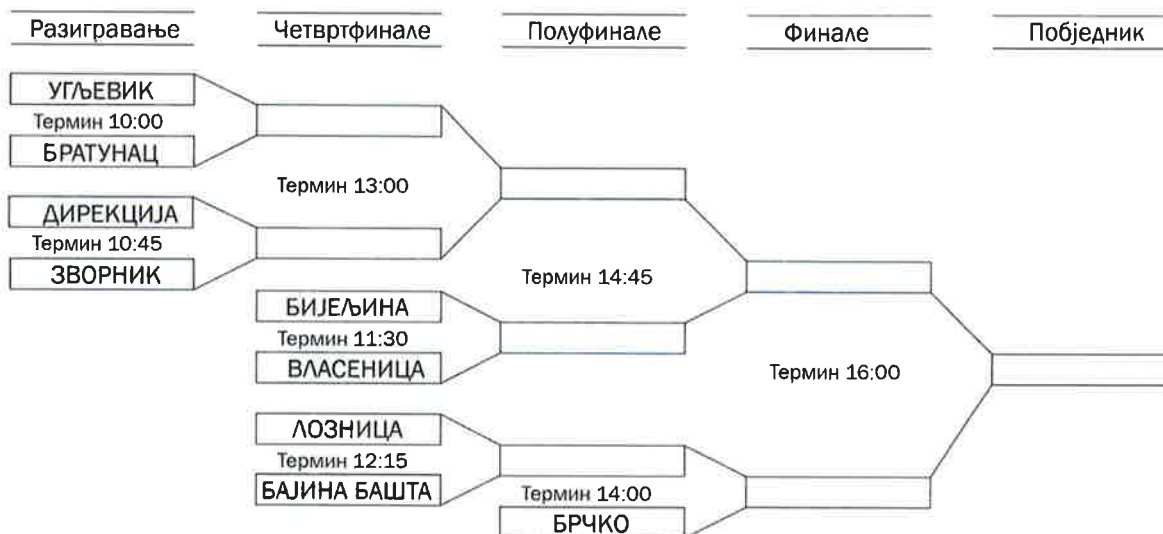 Разигравање Четвртфинале Полуфинале Финале Побједник
УГЉЕВИК
Термин 10:00
БРАТУНАЦ
Термин 13:00
ДИРЕКЦИЈА
Термин 10:45
ЗВОРНИК
Термин 14:45
БИЈЕЉИНА
Термин 11:30
ВЛАСЕНИЦА
Термин 16:00
ЛОЗНИЦА
Термин 12:15
БАЈИНА БАШТА
Термин 14:00
БРЧКО